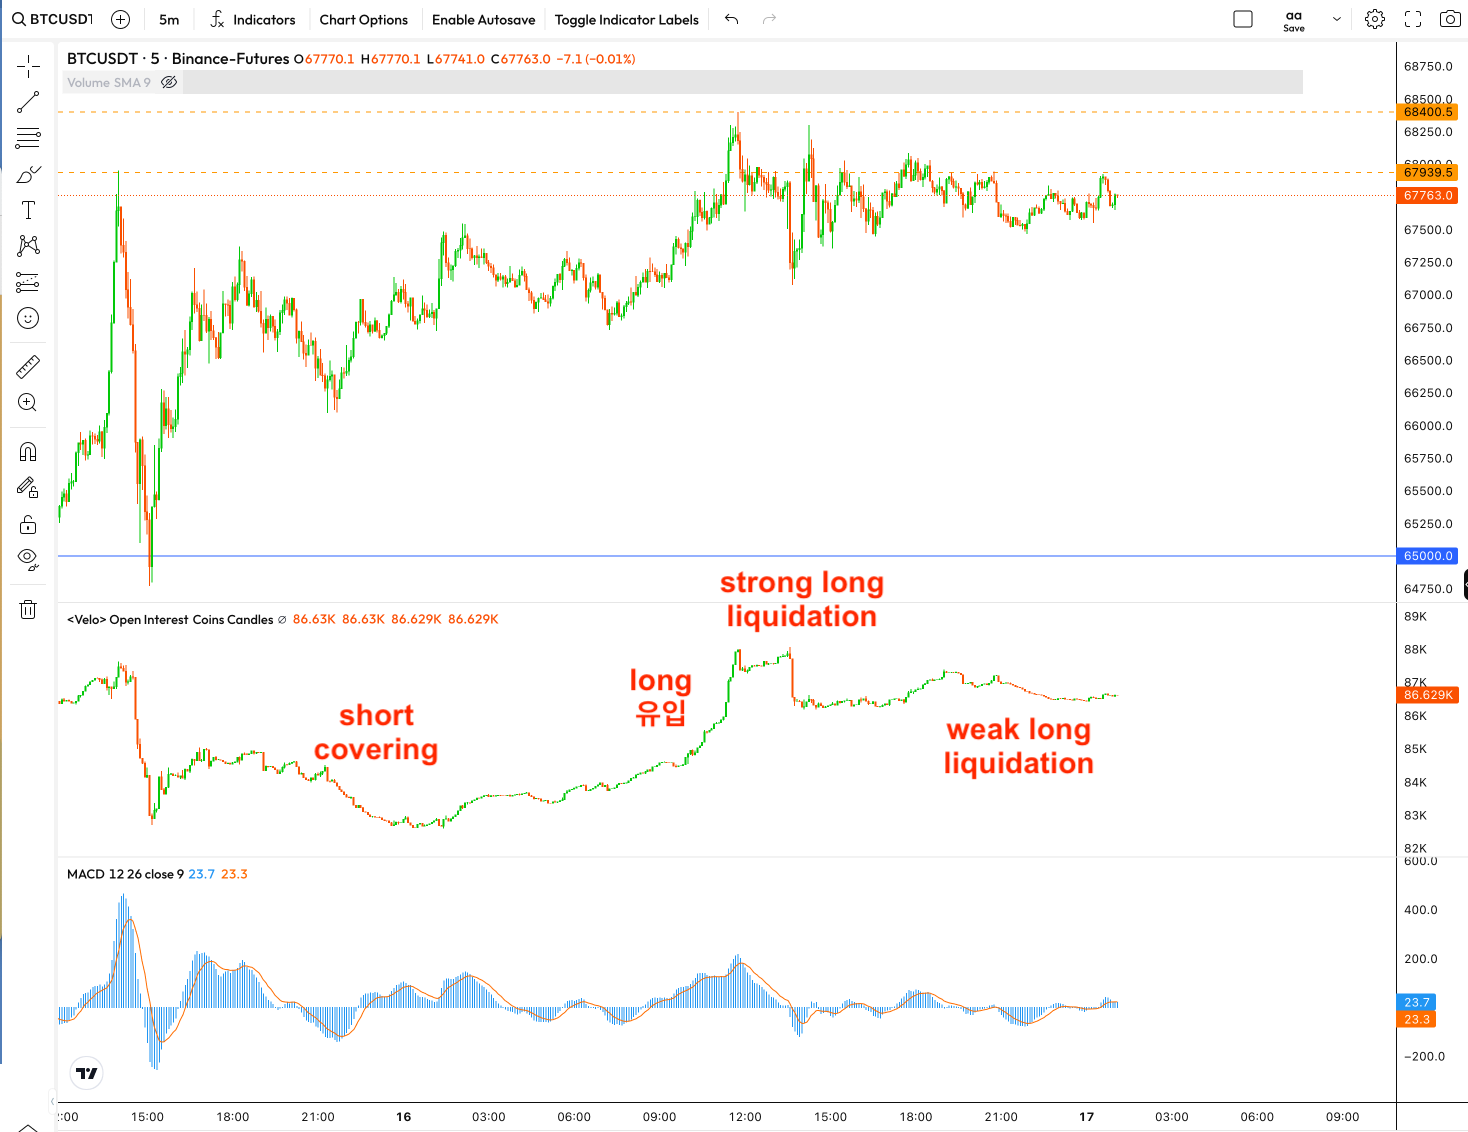 BTCUSDT 5m Indicators Chart Options Enable Autosave Toggle Indicator Labels aa
Save
BTCUSDT · 5 · Binance-Futures O67770.1 H67770.1 L67741.0 C67763.0 −7.1 (−0.01%)
Volume SMA 9
68750.0
68500.0
68400.5
68250.0
68000.0
67939.5
67763.0
67500.0
67250.0
67000.0
66750.0
66500.0
66250.0
66000.0
65750.0
65500.0
65250.0
65000.0
64750.0
strong long
liquidation
<Velo> Open Interest Coins Candles ∅ 86.63K 86.63K 86.629K 86.629K
long
유입
short
covering
weak long
liquidation
89K
88K
87K
86.629K
86K
85K
84K
83K
82K
MACD 12 26 close 9 23.7 23.3
600.0
400.0
200.0
23.7
23.3
−200.0
:00 15:00 18:00 21:00 16 03:00 06:00 09:00 12:00 15:00 18:00 21:00 17 03:00 06:00 09:00